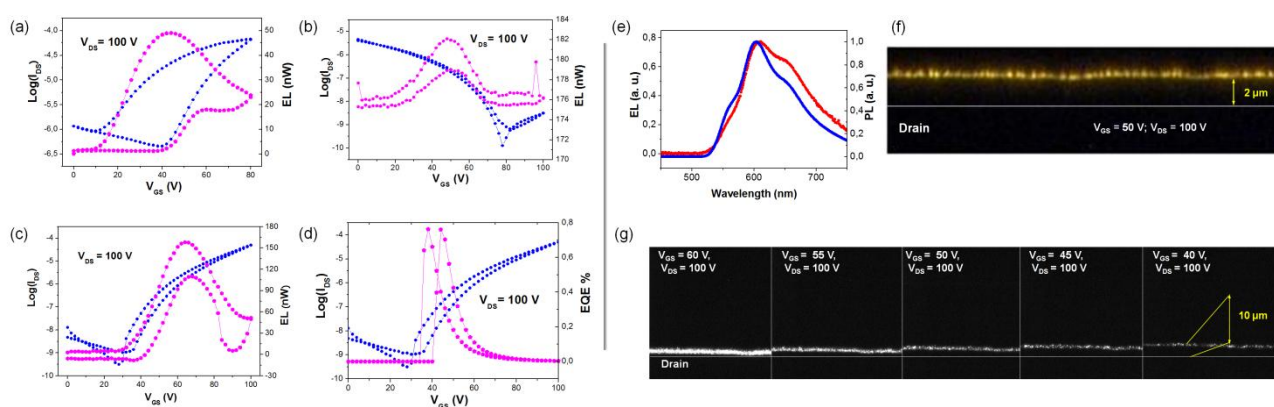 (a)
V_DS = 100 V
Log(I_DS)
-4,0
-4,5
-5,0
-5,5
-6,0
-6,5
EL (nW)
50
40
30
20
10
0
0 20 40 60 80
V_GS (V)
(b)
V_DS = 100 V
Log(I_DS)
-5
-6
-7
-8
-9
-10
EL (nW)
184
182
180
178
176
174
172
170
0 20 40 60 80 100
V_GS (V)
(c)
V_DS = 100 V
Log(I_DS)
-4
-5
-6
-7
-8
-9
EL (nW)
180
150
120
90
60
30
0
-30
0 20 40 60 80 100
V_GS (V)
(d)
V_DS = 100 V
Log(I_DS)
-4
-5
-6
-7
-8
-9
-10
EQE %
0,8
0,6
0,4
0,2
0,0
0 20 40 60 80 100
V_GS (V)
(e)
EL (a. u.)
0,8
0,6
0,4
0,2
0,0
PL (a. u.)
1,0
0,8
0,6
0,4
0,2
0,0
500 600 700
Wavelength (nm)
(f)
2 µm
Drain
V_GS = 50 V; V_DS = 100 V
(g)
V_GS = 60 V,
V_DS = 100 V
V_GS = 55 V,
V_DS = 100 V
V_GS = 50 V,
V_DS = 100 V
V_GS = 45 V,
V_DS = 100 V
V_GS = 40 V,
V_DS = 100 V
10 µm
Drain